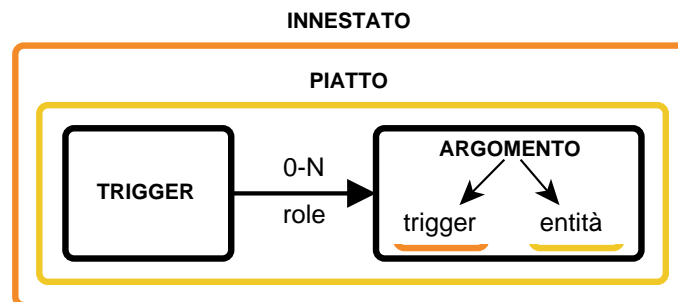 INNESTATO
PIATTO
TRIGGER
0-N
role
ARGOMENTO
trigger
entità